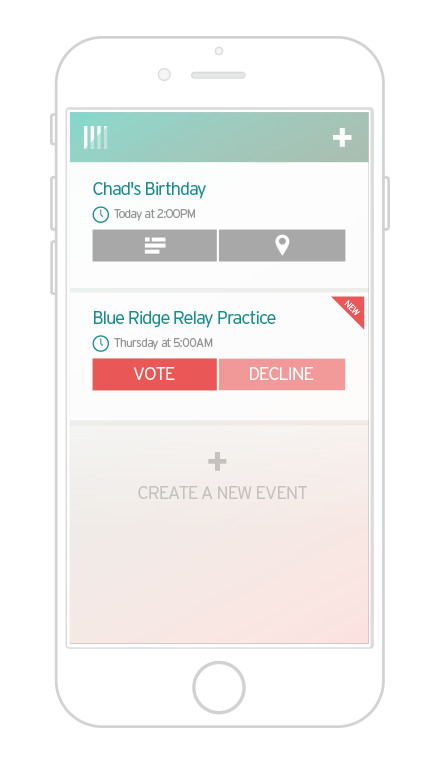 Chad's Birthday
Today at 2:00PM
NEW
Blue Ridge Relay Practice
Thursday at 5:00AM
VOTE
DECLINE
CREATE A NEW EVENT